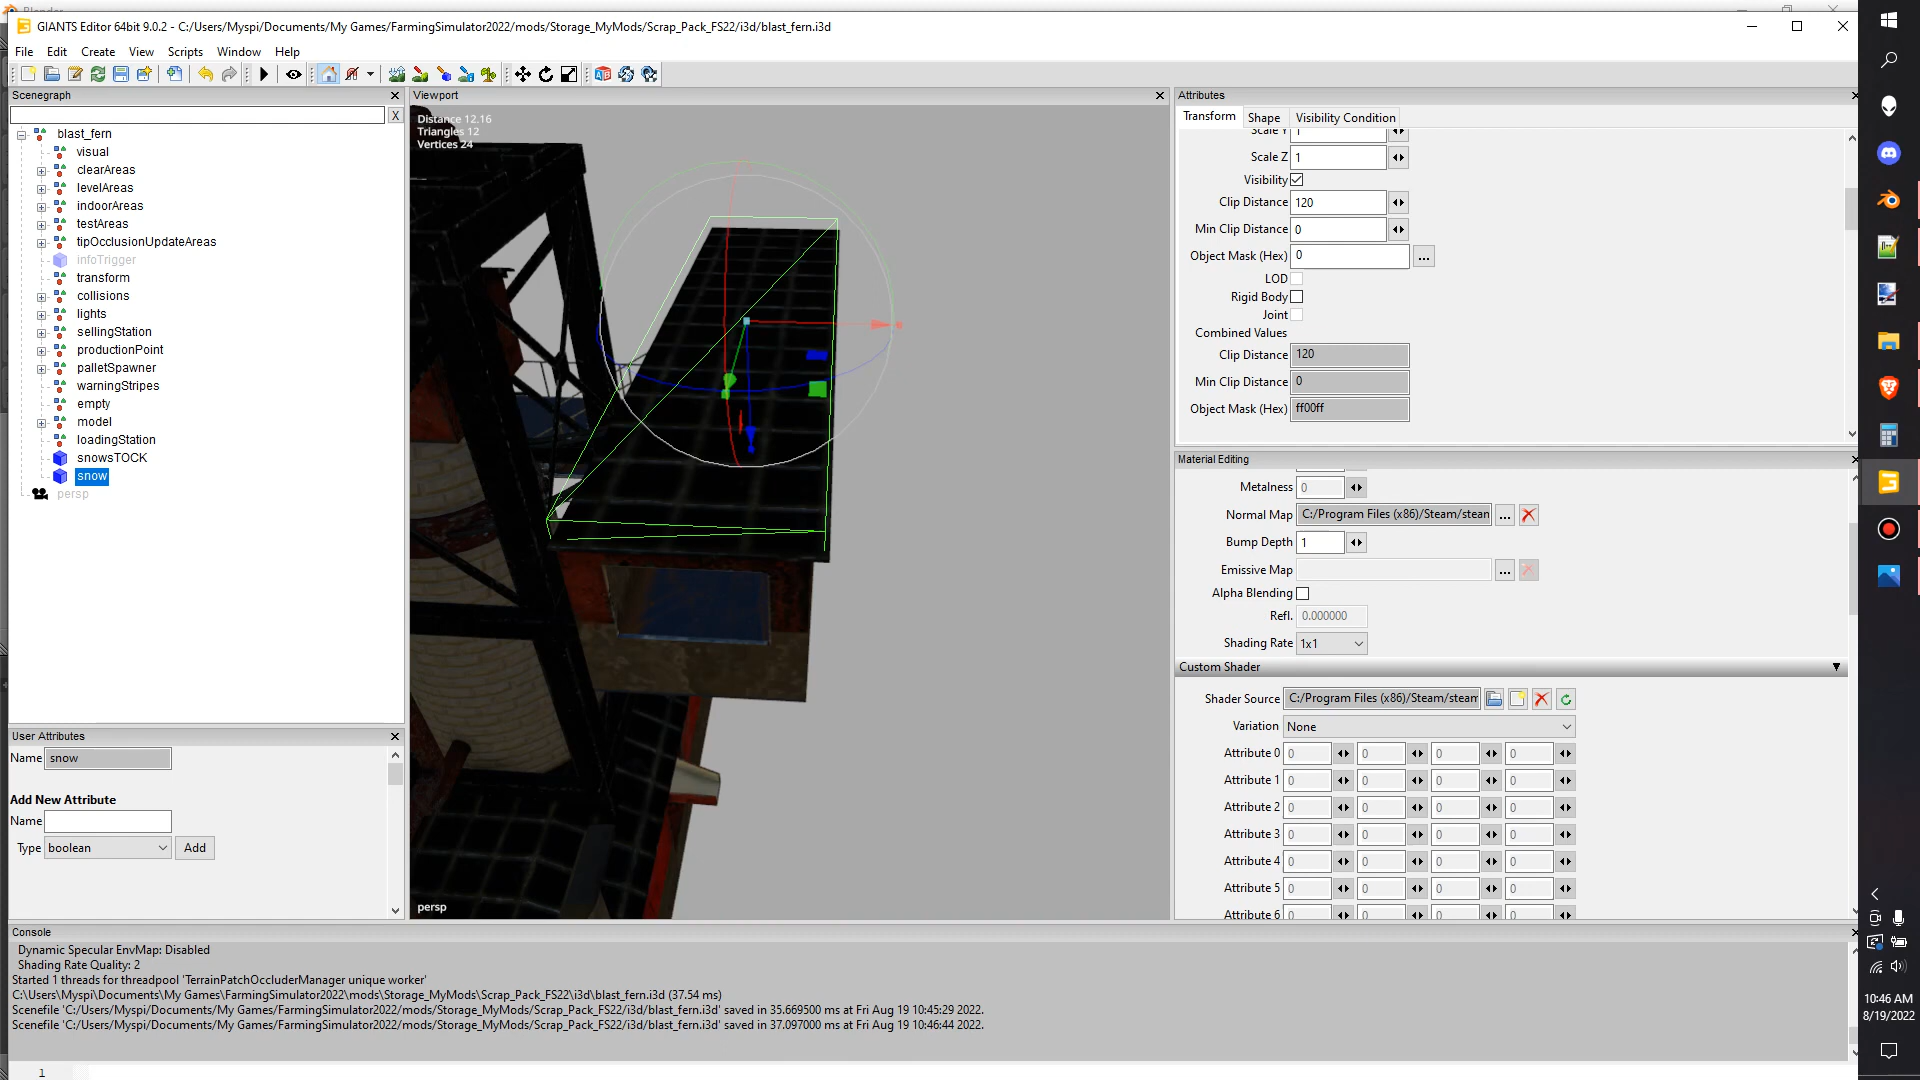 GIANTS Editor 64bit 9.0.2 - C:/Users/Myspi/Documents/My Games/FarmingSimulator2022/mods/Storage_MyMods/Scrap_Pack_FS22/i3d/blast_fern.i3d
File Edit Create View Scripts Window Help
Scenegraph
X
blast_fern
visual
clearAreas
levelAreas
indoorAreas
testAreas
tipOcclusionUpdateAreas
infoTrigger
transform
collisions
lights
sellingStation
productionPoint
palletSpawner
warningStripes
empty
model
loadingStation
snowsTOCK
snow
persp
User Attributes
Name snow
Add New Attribute
Name
Type boolean Add
Viewport
Distance 12.16
Triangles 12
Vertices 24
persp
Attributes
Transform Shape Visibility Condition
Scale Y 1
Scale Z 1
Visibility
Clip Distance 120
Min Clip Distance 0
Object Mask (Hex) 0 ...
LOD
Rigid Body
Joint
Combined Values
Clip Distance 120
Min Clip Distance 0
Object Mask (Hex) ff00ff
Material Editing
Metalness 0
Normal Map C:/Program Files (x86)/Steam/steam ...
Bump Depth 1
Emissive Map ...
Alpha Blending
Refl. 0.000000
Shading Rate 1x1
Custom Shader
Shader Source C:/Program Files (x86)/Steam/steam
Variation None
Attribute 0 0 0 0 0
Attribute 1 0 0 0 0
Attribute 2 0 0 0 0
Attribute 3 0 0 0 0
Attribute 4 0 0 0 0
Attribute 5 0 0 0 0
Attribute 6 0 0 0 0
Console
Dynamic Specular EnvMap: Disabled
Shading Rate Quality: 2
Started 1 threads for threadpool 'TerrainPatchOccluderManager unique worker'
C:\Users\Myspi\Documents\My Games\FarmingSimulator2022\mods\Storage_MyMods\Scrap_Pack_FS22\i3d\blast_fern.i3d (37.54 ms)
Scenefile 'C:/Users/Myspi/Documents/My Games/FarmingSimulator2022/mods/Storage_MyMods/Scrap_Pack_FS22/i3d/blast_fern.i3d' saved in 35.669500 ms at Fri Aug 19 10:45:29 2022.
Scenefile 'C:/Users/Myspi/Documents/My Games/FarmingSimulator2022/mods/Storage_MyMods/Scrap_Pack_FS22/i3d/blast_fern.i3d' saved in 37.097000 ms at Fri Aug 19 10:46:44 2022.
1
10:46 AM
8/19/2022